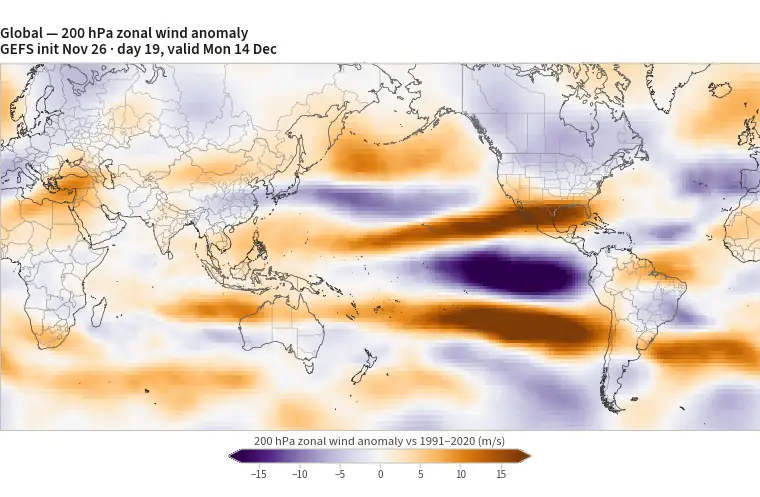 Global — 200 hPa zonal wind anomaly
GEFS init Nov 26 · day 19, valid Mon 14 Dec
200 hPa zonal wind anomaly vs 1991–2020 (m/s)
−15 −10 −5 0 5 10 15